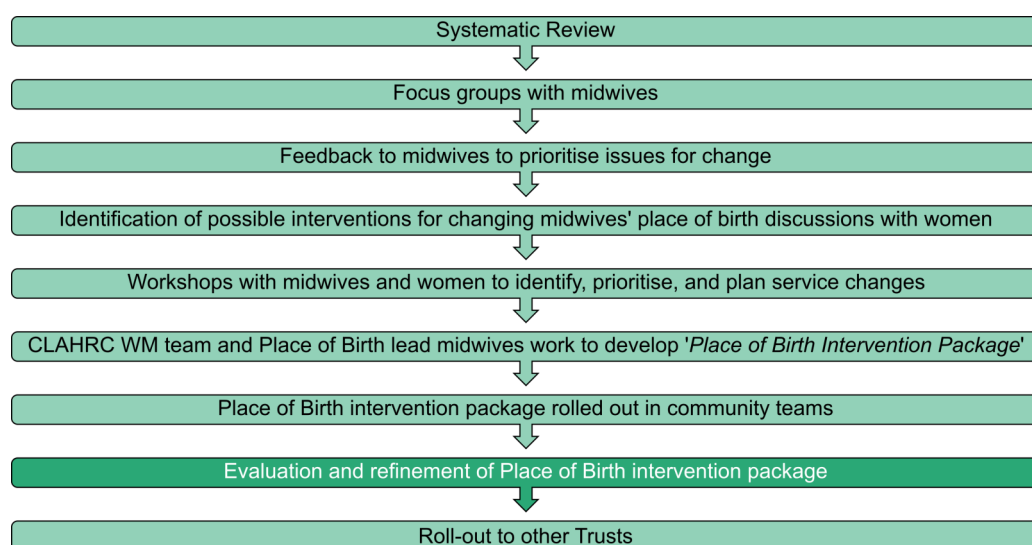 Systematic Review
Focus groups with midwives
Feedback to midwives to prioritise issues for change
Identification of possible interventions for changing midwives' place of birth discussions with women
Workshops with midwives and women to identify, prioritise, and plan service changes
CLAHRC WM team and Place of Birth lead midwives work to develop 'Place of Birth Intervention Package'
Place of Birth intervention package rolled out in community teams
Evaluation and refinement of Place of Birth intervention package
Roll-out to other Trusts